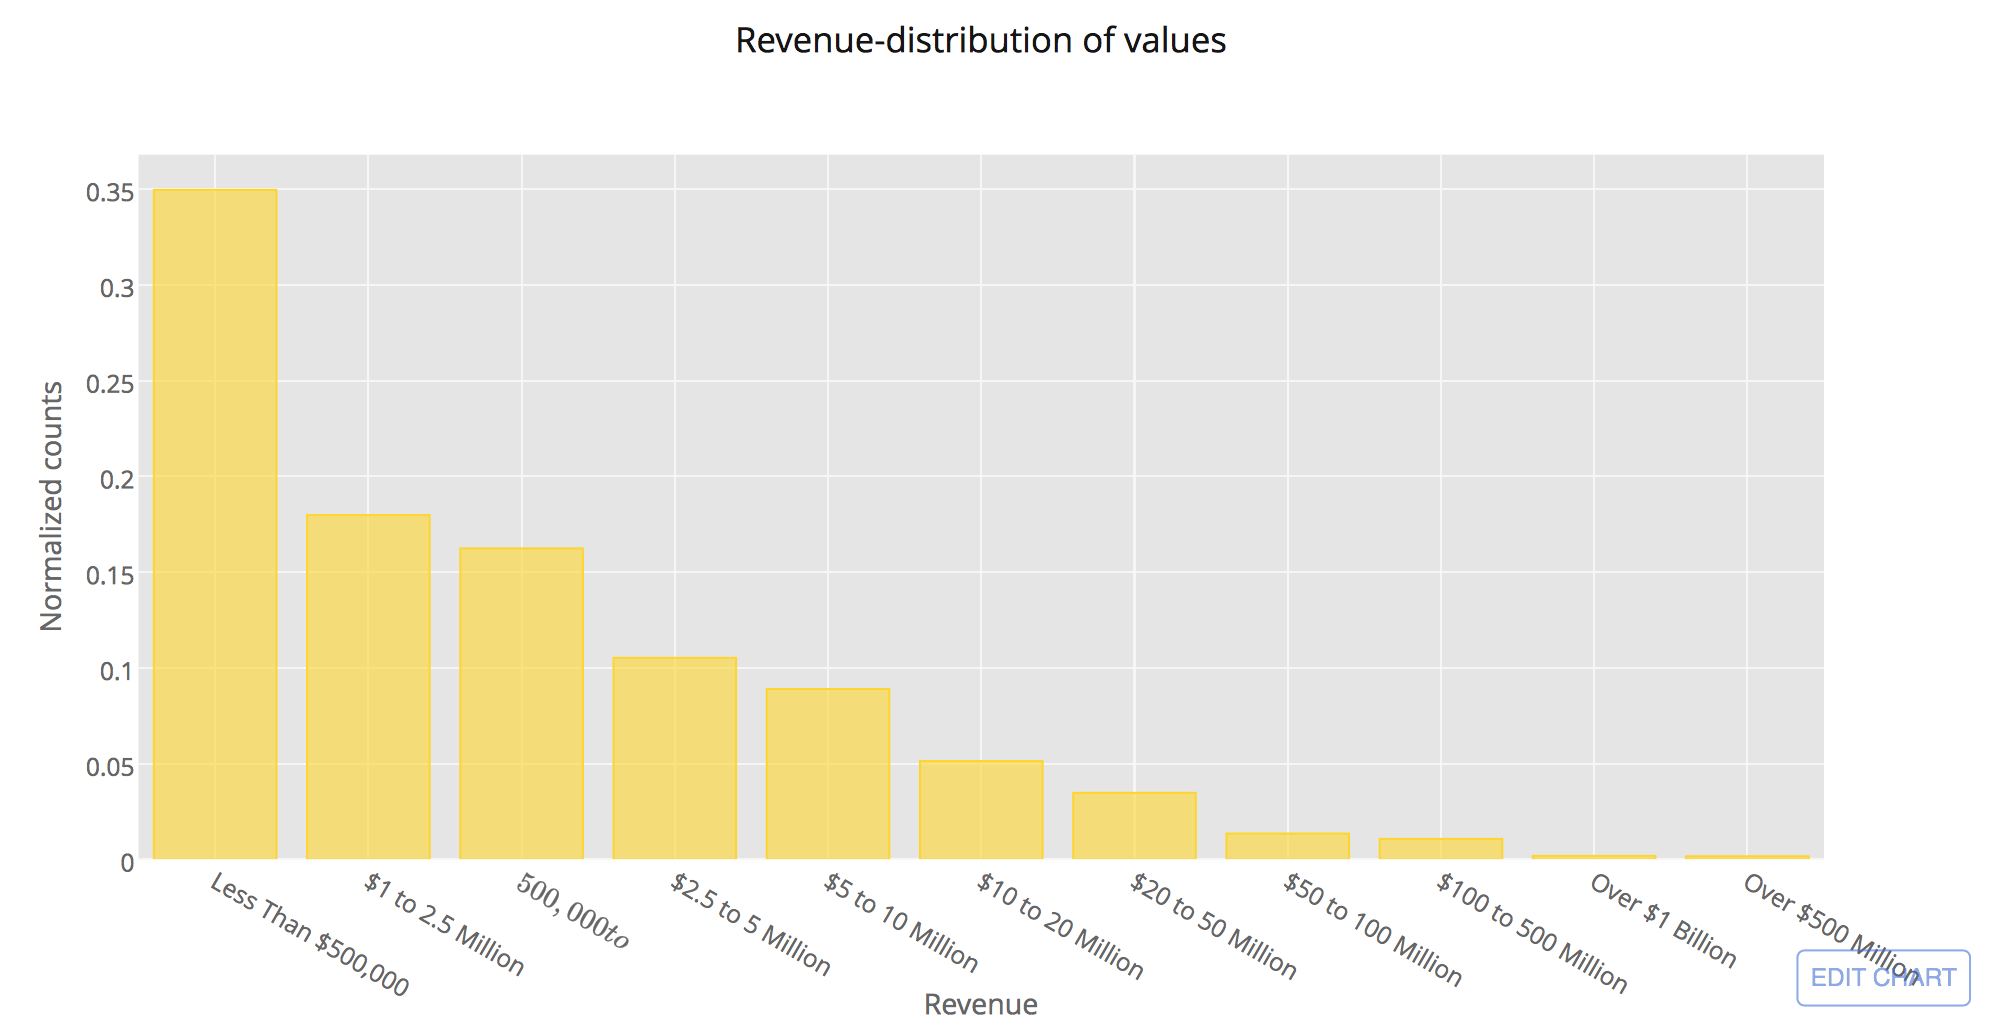 Revenue-distribution of values
Normalized counts
0.35
0.3
0.25
0.2
0.15
0.1
0.05
0
Less Than $500,000
$1 to 2.5 Million
500, 000to
$2.5 to 5 Million
$5 to 10 Million
$10 to 20 Million
$20 to 50 Million
$50 to 100 Million
$100 to 500 Million
Over $1 Billion
Over $500 Million
Revenue
EDIT CHART